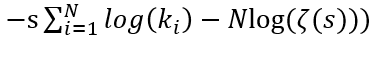 −s∑_{i=1}^{N} log(k_i) − Nlog(ζ(s)))